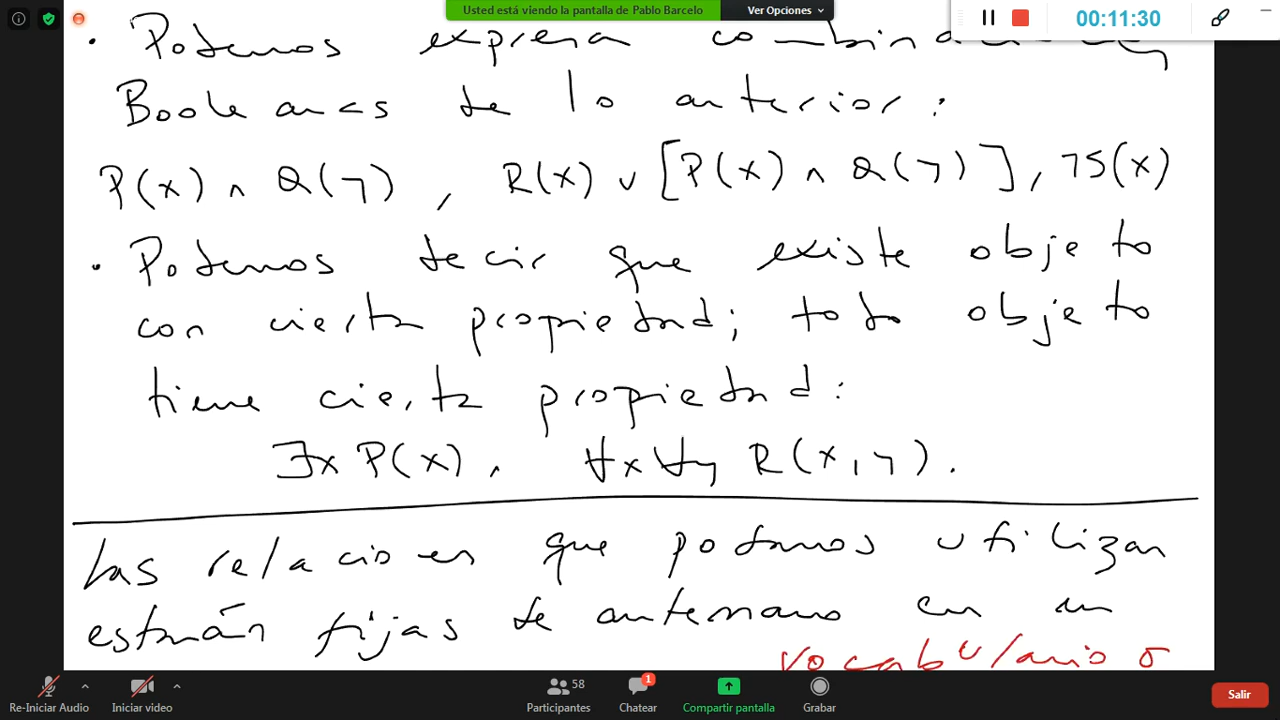 Usted está viendo la pantalla de Pablo Barcelo
Ver Opciones
00:11:30
• Podemos expresar
Booleanas de lo anterior:
P(x) ∧ Q(y), R(x) ∨ [P(x) ∧ Q(y)], ¬S(x)
• Podemos decir que existe objeto
con cierta propiedad; todo objeto
tiene cierta propiedad:
∃x P(x), ∀x∀y R(x,y).
Las relaciones que podemos utilizar
estarán fijas de antemano en un
vocabulario σ
Re-Iniciar Audio
Iniciar video
58
Participantes
1
Chatear
Compartir pantalla
Grabar
Salir